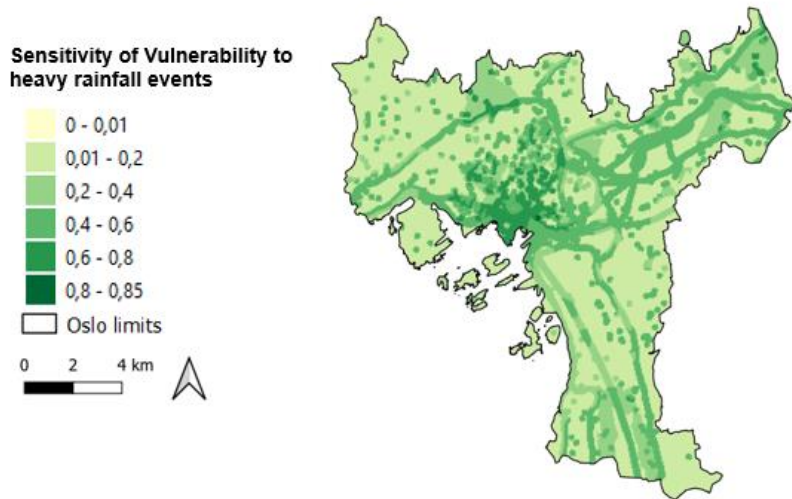 Sensitivity of Vulnerability to
heavy rainfall events
0 - 0,01
0,01 - 0,2
0,2 - 0,4
0,4 - 0,6
0,6 - 0,8
0,8 - 0,85
Oslo limits
0 2 4 km